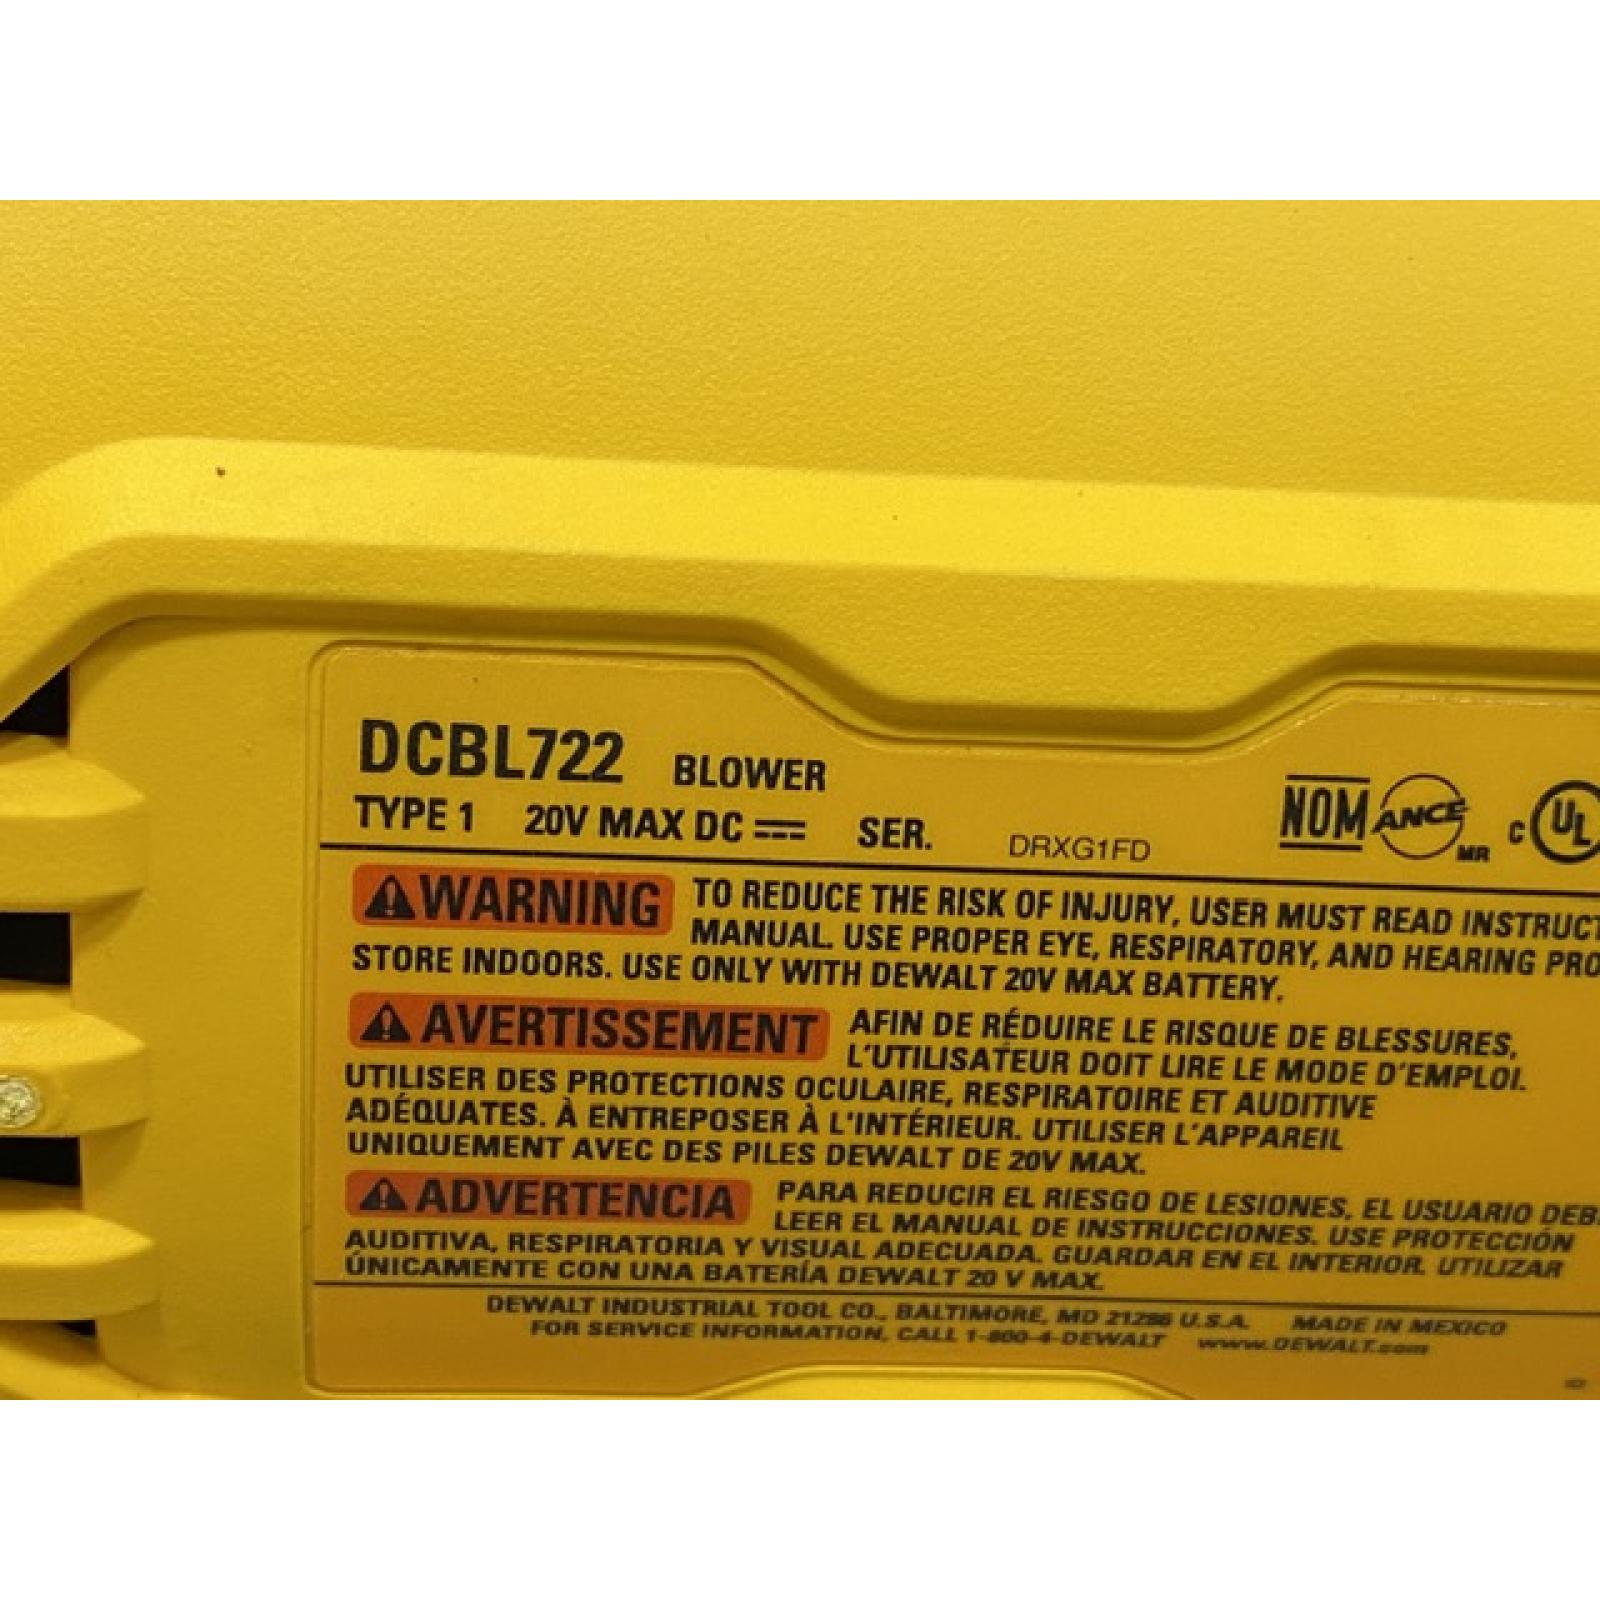 DCBL722 BLOWER
TYPE 1 20V MAX DC SER. DRXG1FD NOM ANCE MR C UL
WARNING TO REDUCE THE RISK OF INJURY, USER MUST READ INSTRUCT
MANUAL. USE PROPER EYE, RESPIRATORY, AND HEARING PRO
STORE INDOORS. USE ONLY WITH DEWALT 20V MAX BATTERY.
AVERTISSEMENT AFIN DE RÉDUIRE LE RISQUE DE BLESSURES,
L'UTILISATEUR DOIT LIRE LE MODE D'EMPLOI.
UTILISER DES PROTECTIONS OCULAIRE, RESPIRATOIRE ET AUDITIVE
ADÉQUATES. À ENTREPOSER À L'INTÉRIEUR. UTILISER L'APPAREIL
UNIQUEMENT AVEC DES PILES DEWALT DE 20V MAX.
ADVERTENCIA PARA REDUCIR EL RIESGO DE LESIONES, EL USUARIO DEBE
LEER EL MANUAL DE INSTRUCCIONES. USE PROTECCIÓN
AUDITIVA, RESPIRATORIA Y VISUAL ADECUADA. GUARDAR EN EL INTERIOR. UTILIZAR
ÚNICAMENTE CON UNA BATERÍA DEWALT 20 V MAX.
DEWALT INDUSTRIAL TOOL CO., BALTIMORE, MD 21286 U.S.A. MADE IN MEXICO
FOR SERVICE INFORMATION, CALL 1-800-4-DEWALT www.DEWALT.com